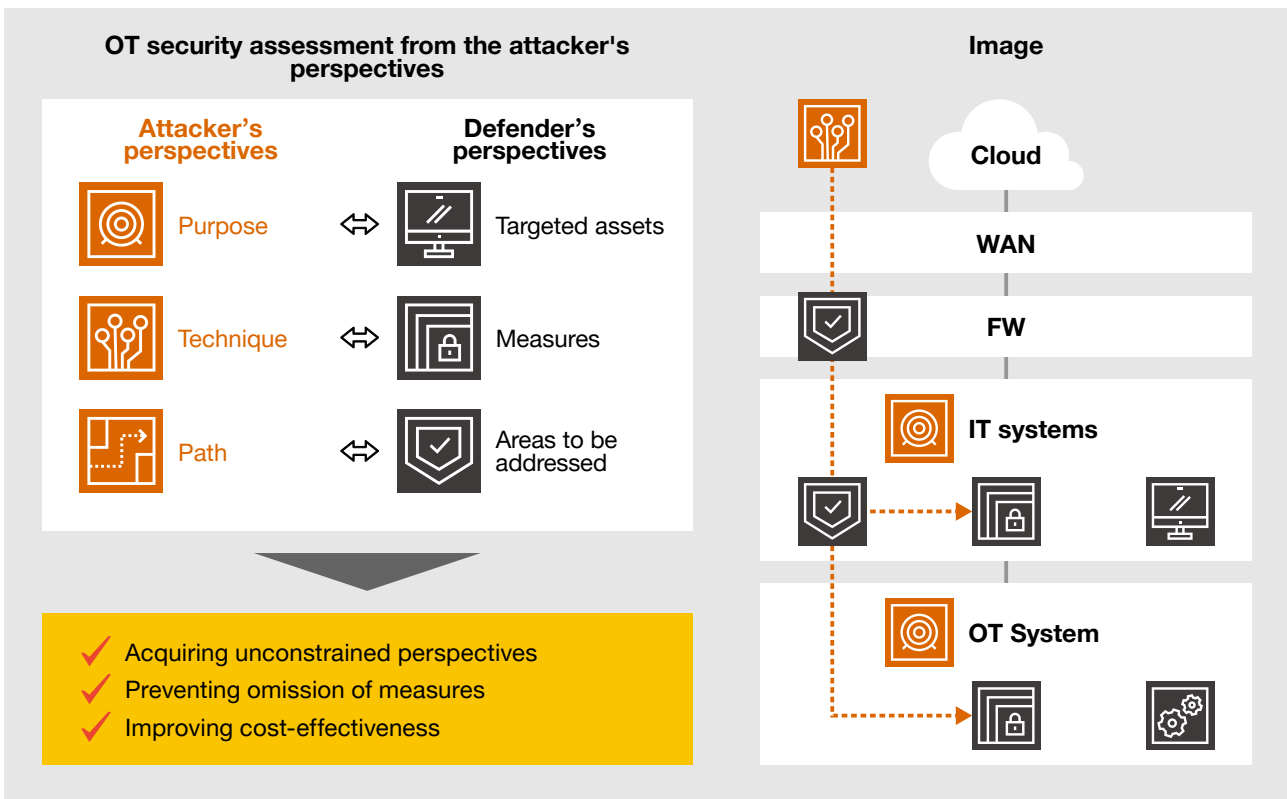 OT security assessment from the attacker's
perspectives
Attacker’s
perspectives
Defender’s
perspectives
Purpose
Targeted assets
Technique
Measures
Path
Areas to be
addressed
Acquiring unconstrained perspectives
Preventing omission of measures
Improving cost-effectiveness
Image
Cloud
WAN
FW
IT systems
OT System